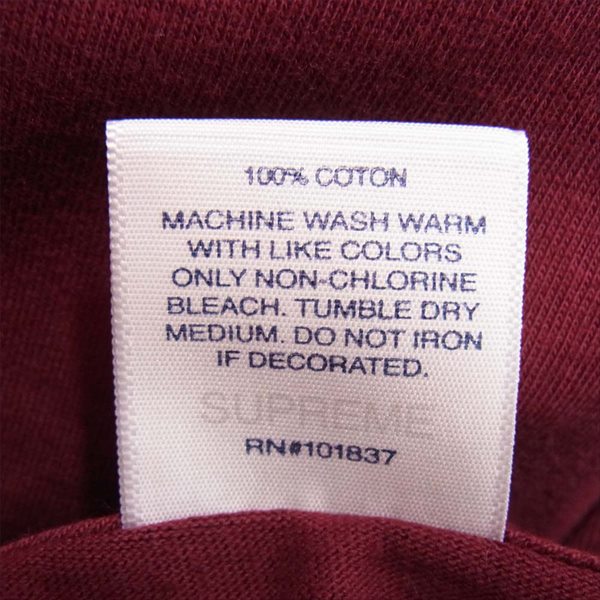 100% COTON
MACHINE WASH WARM
WITH LIKE COLORS
ONLY NON-CHLORINE
BLEACH. TUMBLE DRY
MEDIUM. DO NOT IRON
IF DECORATED.
SUPREME
RN#101837